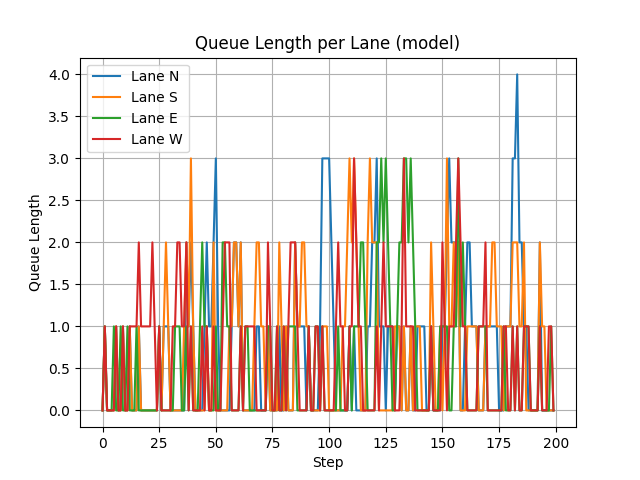 Queue Length per Lane (model)
Lane N
Lane S
Lane E
Lane W
Queue Length
4.0
3.5
3.0
2.5
2.0
1.5
1.0
0.5
0.0
0 25 50 75 100 125 150 175 200
Step